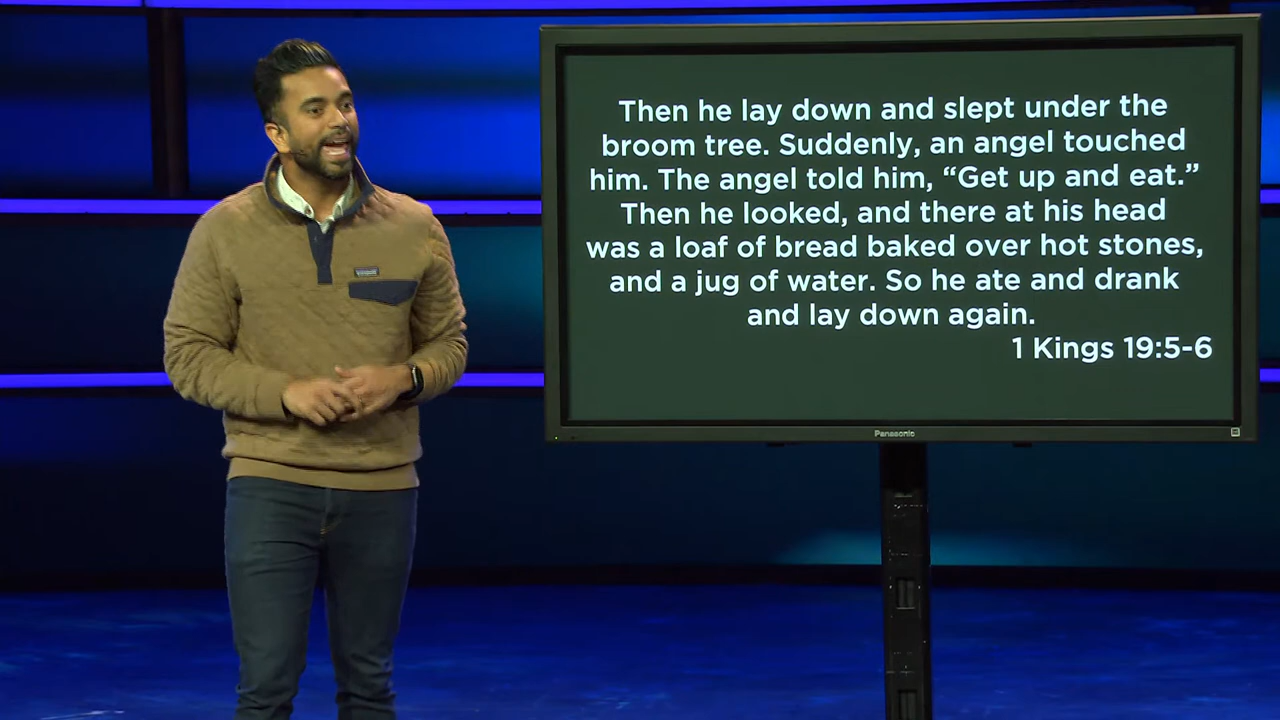 Then he lay down and slept under the
broom tree. Suddenly, an angel touched
him. The angel told him, “Get up and eat.”
Then he looked, and there at his head
was a loaf of bread baked over hot stones,
and a jug of water. So he ate and drank
and lay down again.
1 Kings 19:5-6
Panasonic